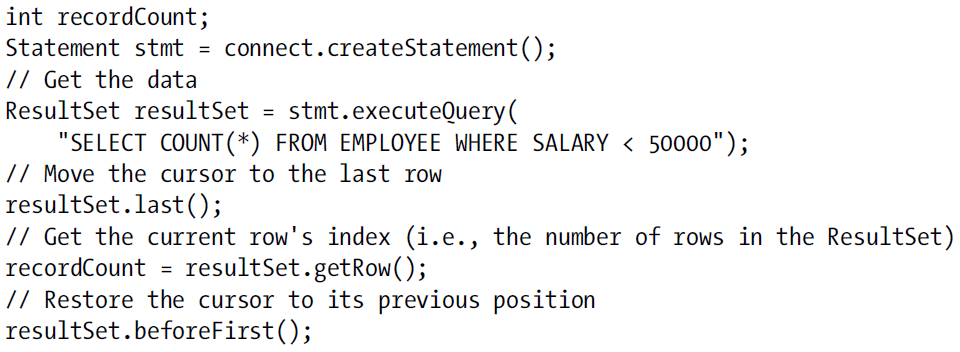 int recordCount;
Statement stmt = connect.createStatement();
// Get the data
ResultSet resultSet = stmt.executeQuery(
    "SELECT COUNT(*) FROM EMPLOYEE WHERE SALARY < 50000");
// Move the cursor to the last row
resultSet.last();
// Get the current row's index (i.e., the number of rows in the ResultSet)
recordCount = resultSet.getRow();
// Restore the cursor to its previous position
resultSet.beforeFirst();